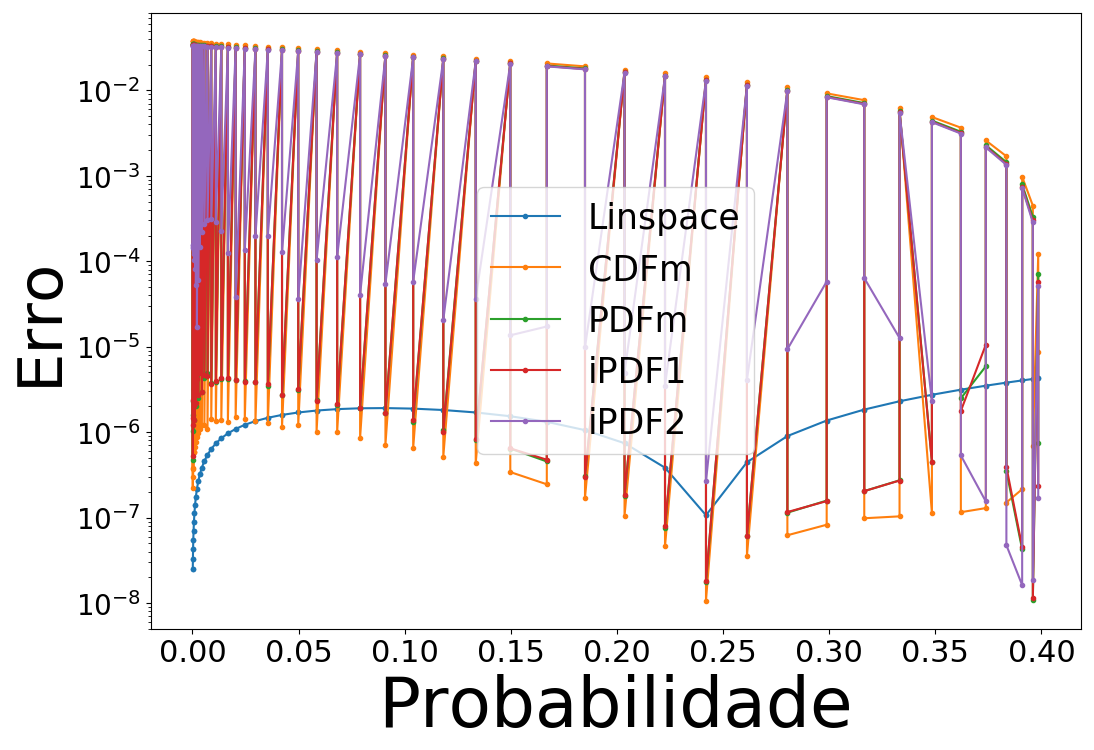 Erro
10⁻²
10⁻³
10⁻⁴
10⁻⁵
10⁻⁶
10⁻⁷
10⁻⁸
Linspace
CDFm
PDFm
iPDF1
iPDF2
0.00 0.05 0.10 0.15 0.20 0.25 0.30 0.35 0.40
Probabilidade